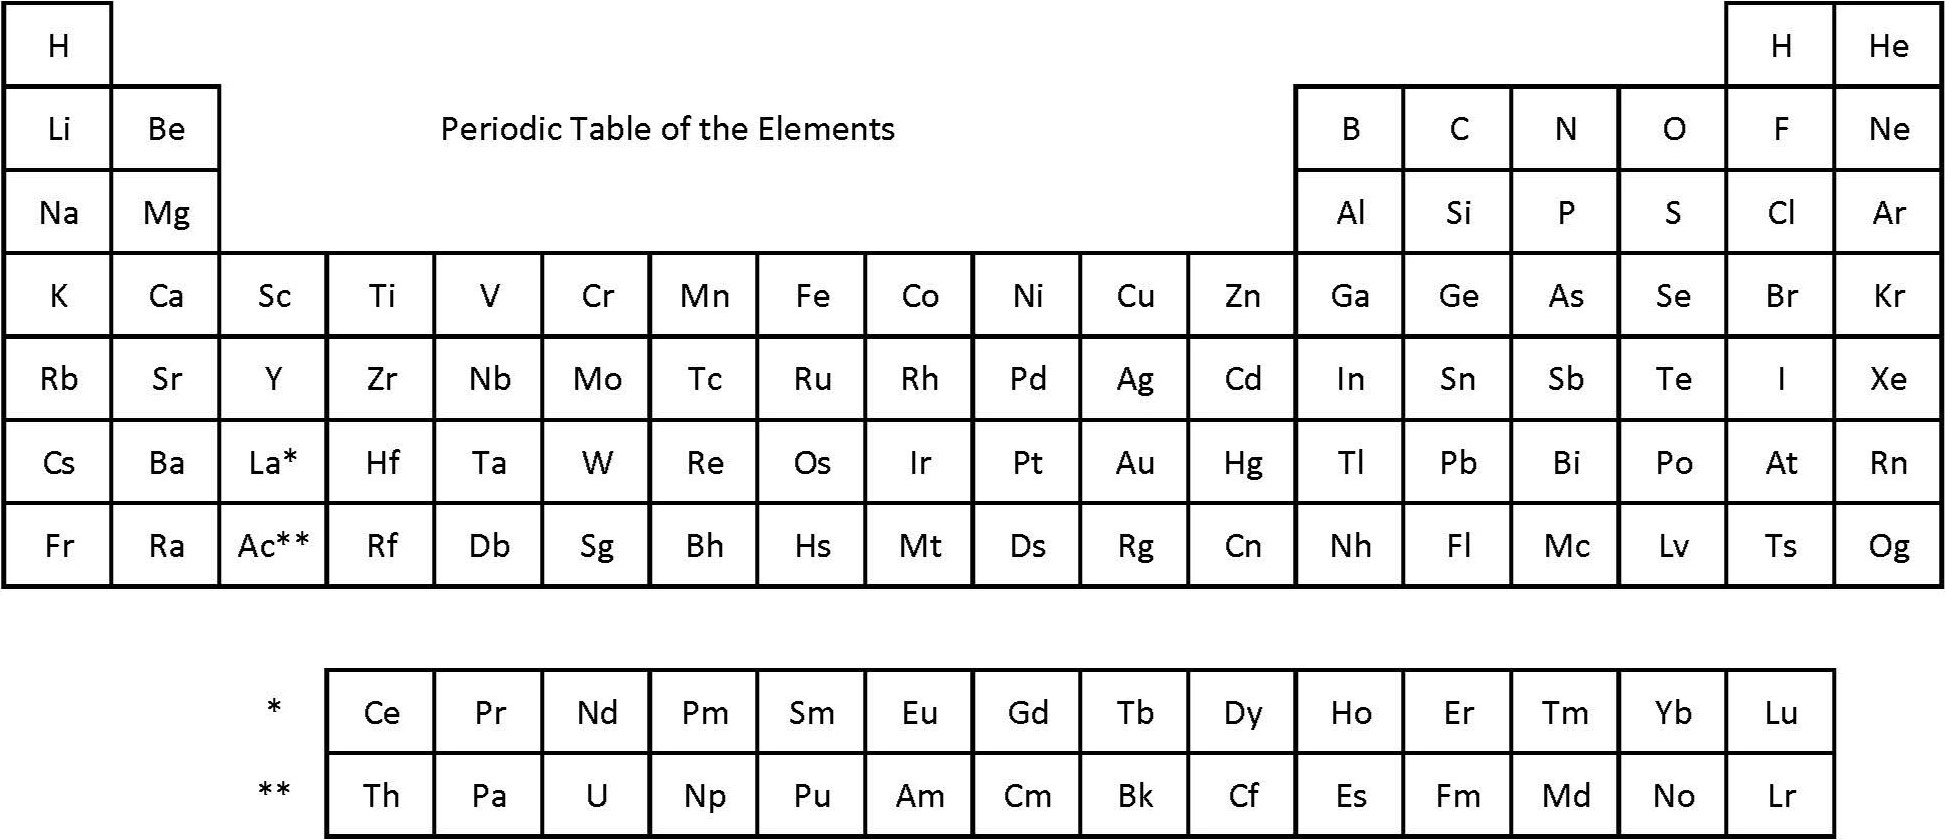 H H He
Li Be Periodic Table of the Elements B C N O F Ne
Na Mg Al Si P S Cl Ar
K Ca Sc Ti V Cr Mn Fe Co Ni Cu Zn Ga Ge As Se Br Kr
Rb Sr Y Zr Nb Mo Tc Ru Rh Pd Ag Cd In Sn Sb Te I Xe
Cs Ba La* Hf Ta W Re Os Ir Pt Au Hg Tl Pb Bi Po At Rn
Fr Ra Ac** Rf Db Sg Bh Hs Mt Ds Rg Cn Nh Fl Mc Lv Ts Og
* Ce Pr Nd Pm Sm Eu Gd Tb Dy Ho Er Tm Yb Lu
** Th Pa U Np Pu Am Cm Bk Cf Es Fm Md No Lr